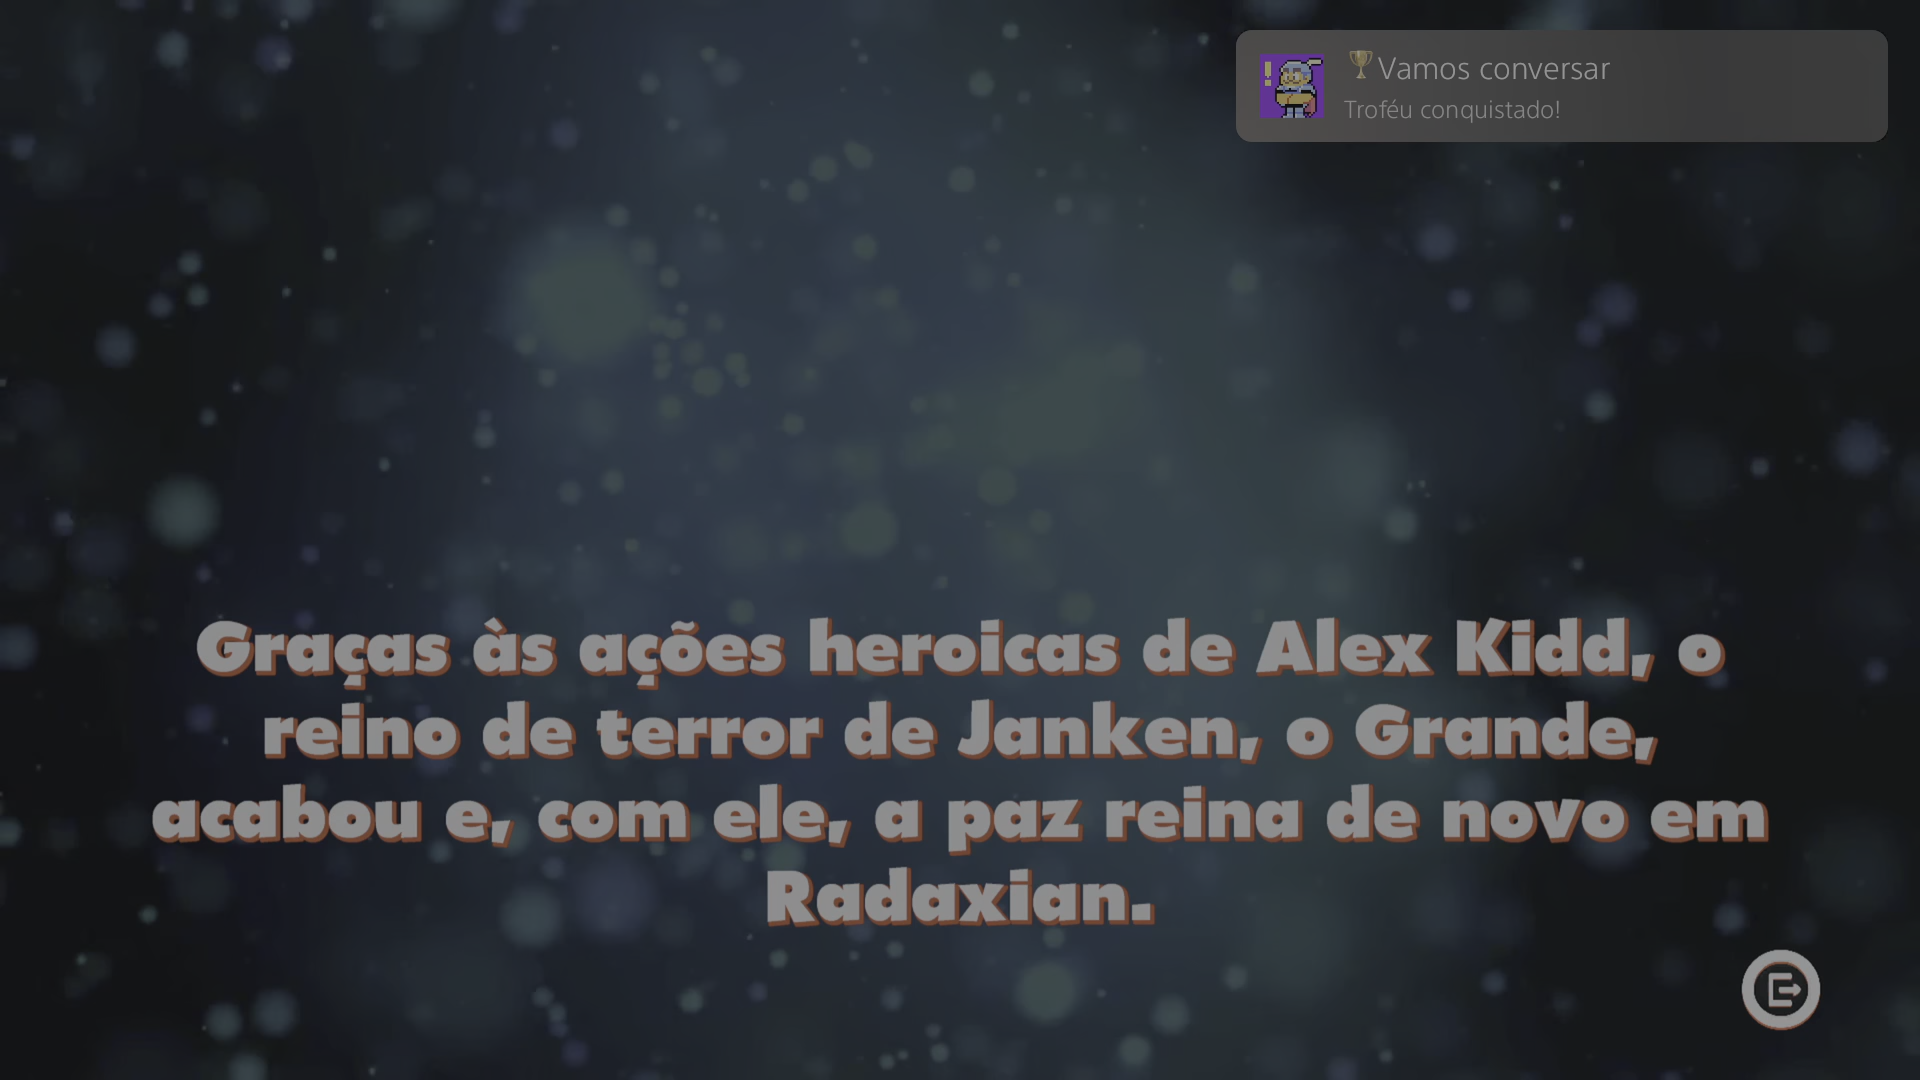 Vamos conversar
Troféu conquistado!
Graças às ações heroicas de Alex Kidd, o
reino de terror de Janken, o Grande,
acabou e, com ele, a paz reina de novo em
Radaxian.